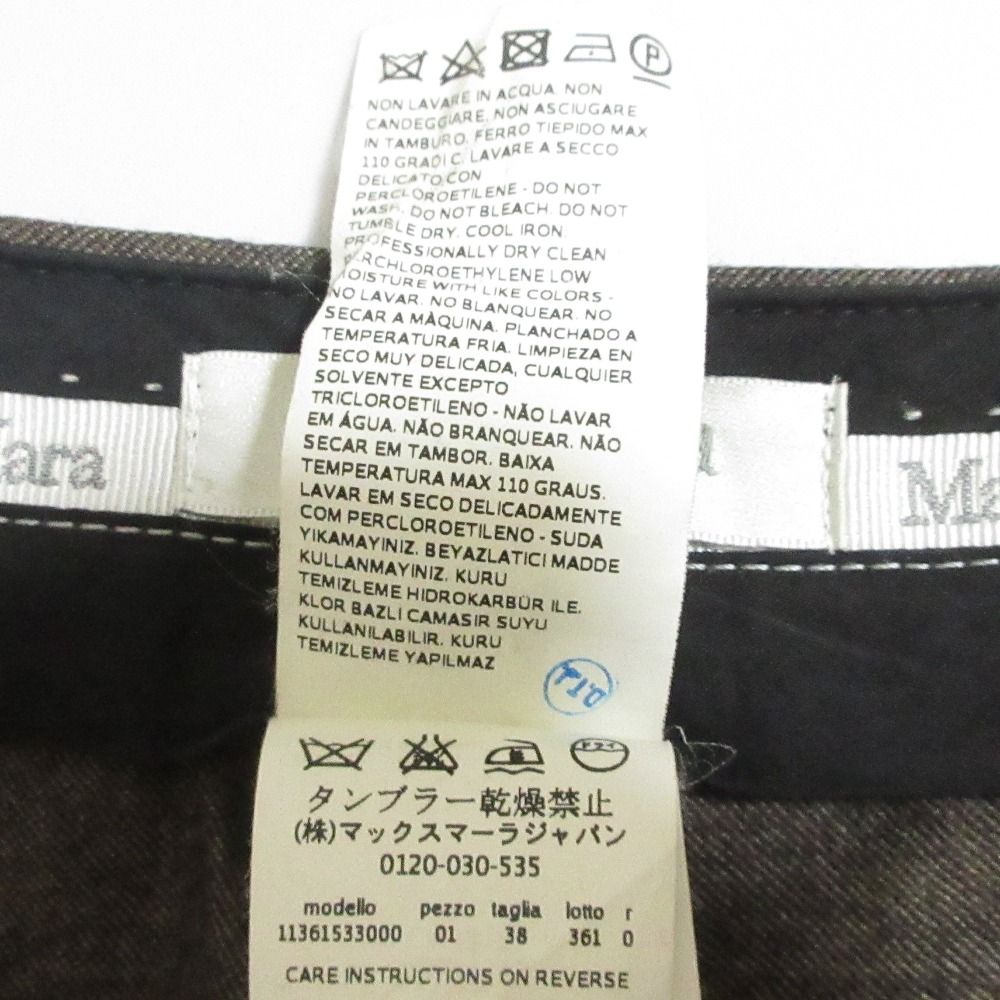 P
NON LAVARE IN ACQUA. NON
CANDEGGIARE. NON ASCIUGARE
IN TAMBURO. FERRO TIEPIDO MAX
110 GRADI C. LAVARE A SECCO
DELICATO CON
PERCLOROETILENE - DO NOT
WASH. DO NOT BLEACH. DO NOT
TUMBLE DRY. COOL IRON.
PROFESSIONALLY DRY CLEAN
PERCHLOROETHYLENE LOW
MOISTURE WITH LIKE COLORS -
NO LAVAR. NO BLANQUEAR. NO
SECAR A MÀQUINA. PLANCHADO A
TEMPERATURA FRIA. LIMPIEZA EN
SECO MUY DELICADA, CUALQUIER
SOLVENTE EXCEPTO
TRICLOROETILENO - NÃO LAVAR
EM ÁGUA. NÃO BRANQUEAR. NÃO
SECAR EM TAMBOR. BAIXA
TEMPERATURA MAX 110 GRAUS.
LAVAR EM SECO DELICADAMENTE
COM PERCLOROETILENO - SUDA
YIKAMAYINIZ. BEYAZLATICI MADDE
KULLANMAYINIZ. KURU
TEMIZLEME HIDROKARBÜR ILE.
KLOR BAZLI CAMASIR SUYU
KULLANILABILIR. KURU
TEMIZLEME YAPILMAZ
ara
Ma
ドライ
タンブラー乾燥禁止
(株)マックスマーラジャパン
0120-030-535
modello pezzo taglia lotto r
11361533000 01 38 361 0
CARE INSTRUCTIONS ON REVERSE